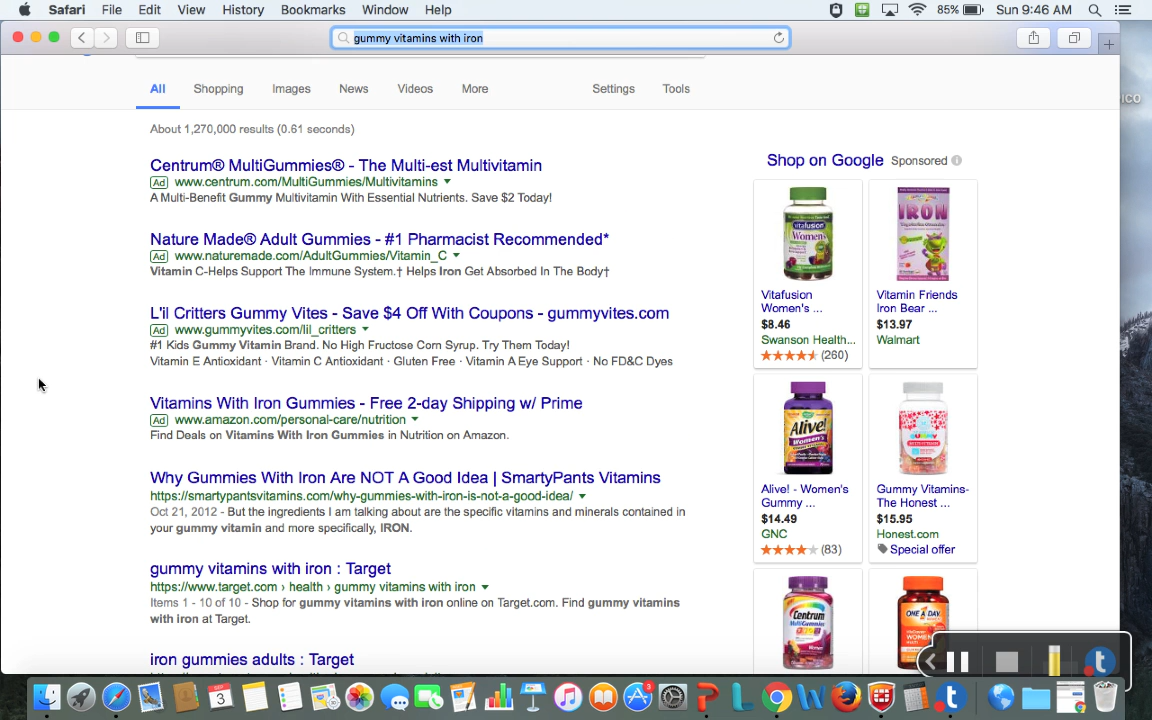 Safari File Edit View History Bookmarks Window Help 85% Sun 9:46 AM
gummy vitamins with iron
All Shopping Images News Videos More Settings Tools
About 1,270,000 results (0.61 seconds)
Centrum® MultiGummies® - The Multi-est Multivitamin
Ad www.centrum.com/MultiGummies/Multivitamins
A Multi-Benefit Gummy Multivitamin With Essential Nutrients. Save $2 Today!
Nature Made® Adult Gummies - #1 Pharmacist Recommended*
Ad www.naturemade.com/AdultGummies/Vitamin_C
Vitamin C-Helps Support The Immune System.† Helps Iron Get Absorbed In The Body†
L'il Critters Gummy Vites - Save $4 Off With Coupons - gummyvites.com
Ad www.gummyvites.com/lil_critters
#1 Kids Gummy Vitamin Brand. No High Fructose Corn Syrup. Try Them Today!
Vitamin E Antioxidant · Vitamin C Antioxidant · Gluten Free · Vitamin A Eye Support · No FD&C Dyes
Vitamins With Iron Gummies - Free 2-day Shipping w/ Prime
Ad www.amazon.com/personal-care/nutrition
Find Deals on Vitamins With Iron Gummies in Nutrition on Amazon.
Why Gummies With Iron Are NOT A Good Idea | SmartyPants Vitamins
https://smartypantsvitamins.com/why-gummies-with-iron-is-not-a-good-idea/
Oct 21, 2012 - But the ingredients I am talking about are the specific vitamins and minerals contained in
your gummy vitamin and more specifically, IRON.
gummy vitamins with iron : Target
https://www.target.com › health › gummy vitamins with iron
Items 1 - 10 of 10 - Shop for gummy vitamins with iron online on Target.com. Find gummy vitamins
with iron at Target.
iron gummies adults : Target
Shop on Google Sponsored
vitafusion
Women's
Vitafusion
Women's ...
$8.46
Swanson Health...
(260)
IRON
Vitamin Friends
Iron Bear ...
$13.97
Walmart
Alive!
Women's
Alive! - Women's
Gummy ...
$14.49
GNC
(83)
GUMMY
Gummy Vitamins-
The Honest ...
$15.95
Honest.com
Special offer
Centrum
MultiGummies
ONE A DAY
WOMEN
ICO
3
3